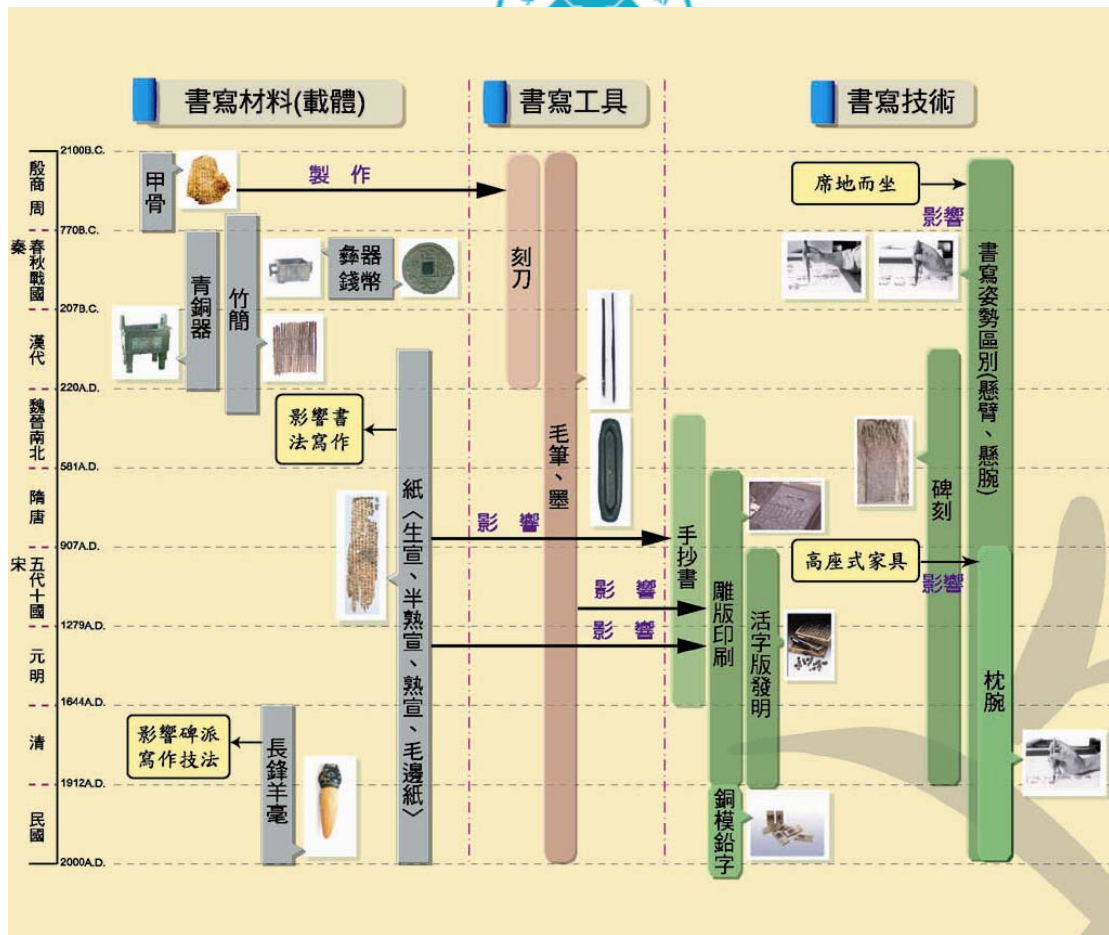 書寫材料(載體)
書寫工具
書寫技術
2100B.C.
殷商 周
770B.C.
春秋戰國
秦
207B.C.
漢代
220A.D.
魏晉南北
581A.D.
隋唐
907A.D.
五代十國
宋
1279A.D.
元明
1644A.D.
清
1912A.D.
民國
2000A.D.
甲骨
製 作
青銅器
竹簡
彝器
錢幣
影響書
法寫作
紙〈生宣、半熟宣、熟宣、毛邊紙〉
影響碑派
寫作技法
長鋒羊毫
刻刀
毛筆、墨
影 響
影 響
影 響
手抄書
雕版印刷
活字版發明
銅模鉛字
席地而坐
影響
書寫姿勢區別(懸臂、懸腕)
碑刻
高座式家具
影響
枕腕